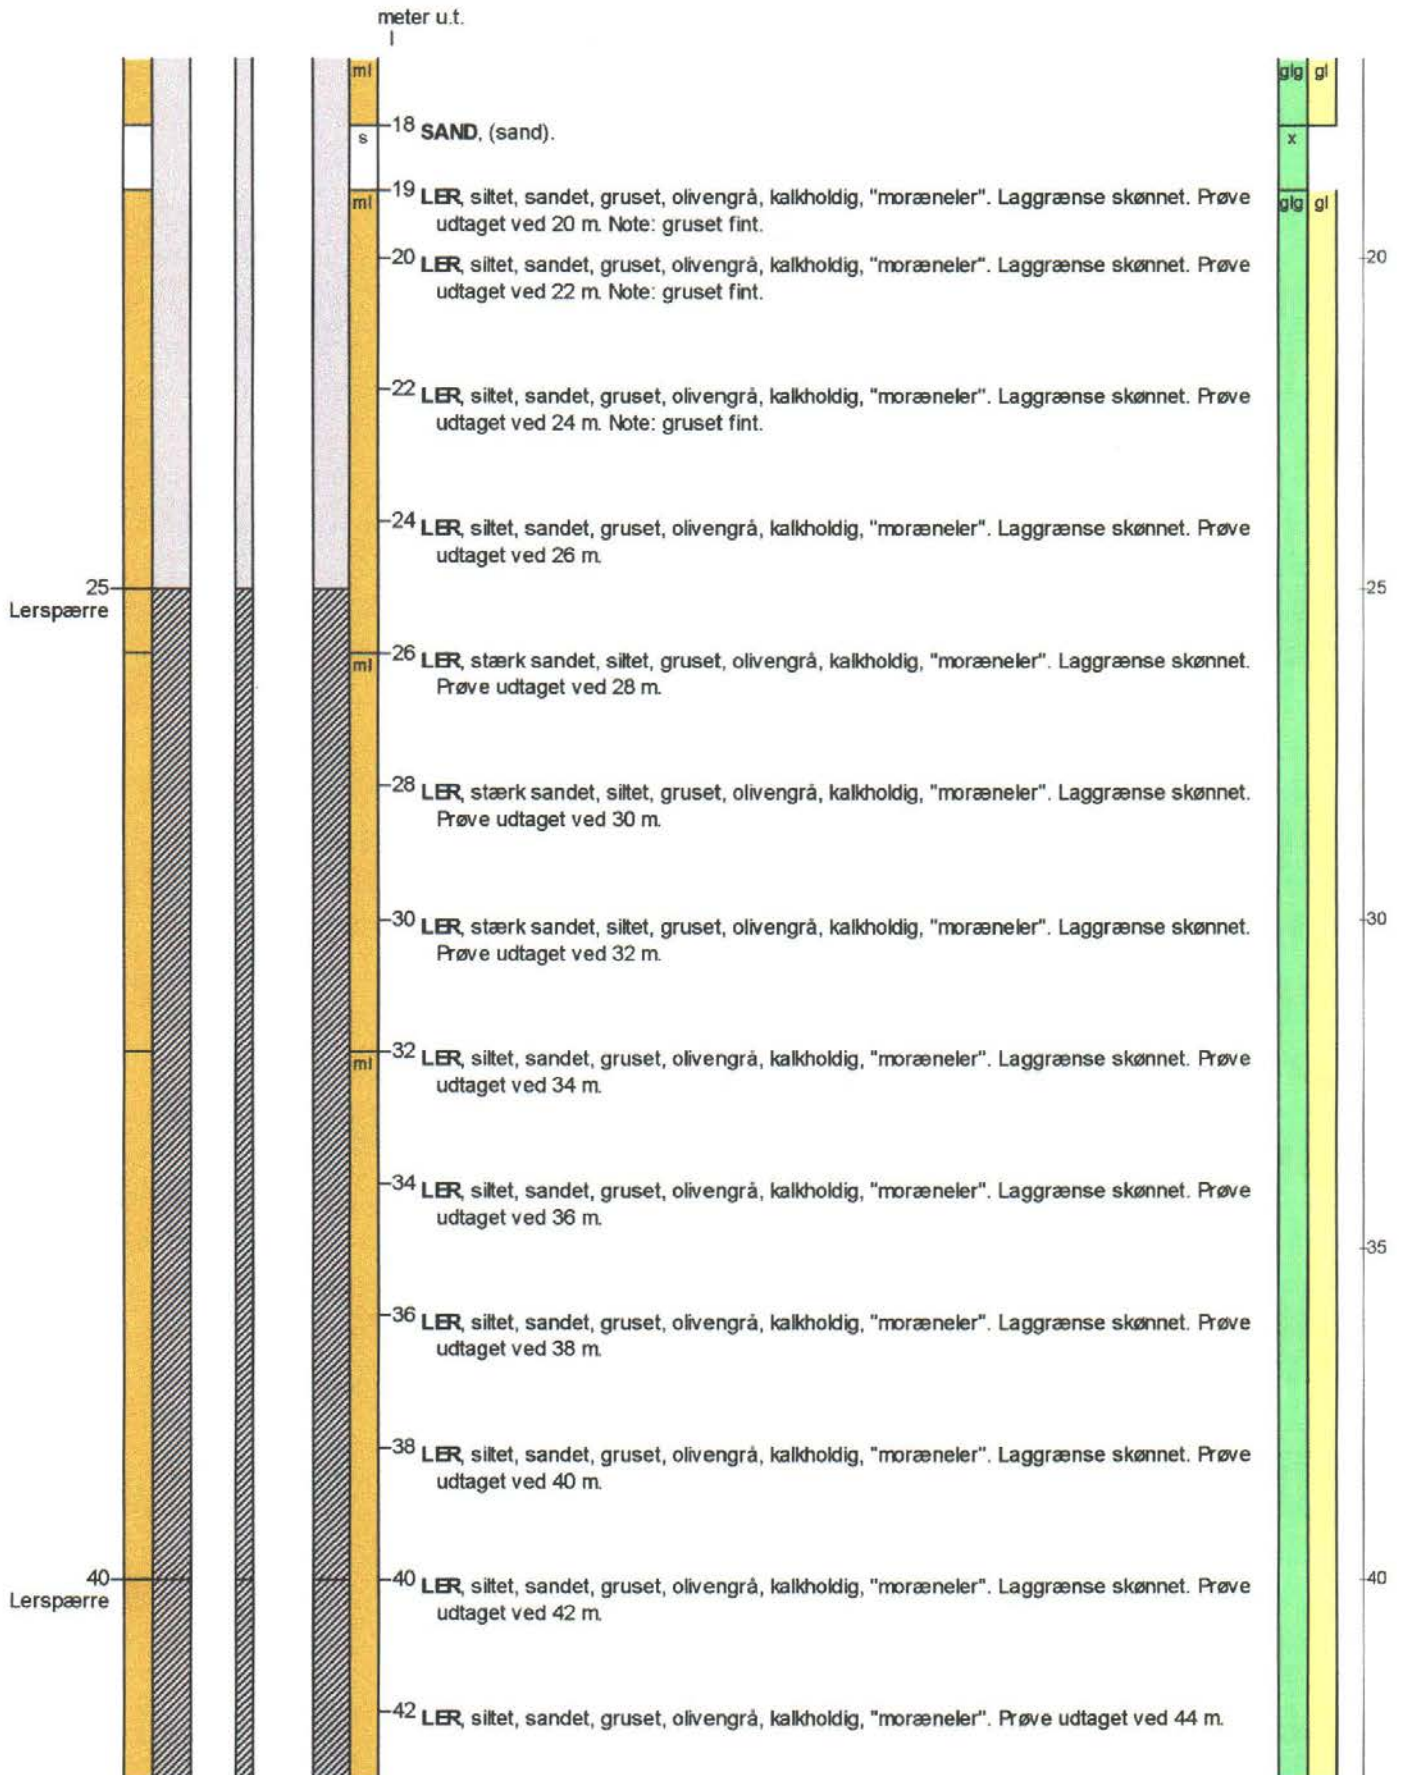 meter u.t.
ml glg gl
18 SAND, (sand).
s x
19 LER, siltet, sandet, gruset, olivengrå, kalkholdig, "moræneler". Laggrænse skønnet. Prøve
ml glg gl
udtaget ved 20 m. Note: gruset fint.
20 LER, siltet, sandet, gruset, olivengrå, kalkholdig, "moræneler". Laggrænse skønnet. Prøve 20
udtaget ved 22 m. Note: gruset fint.
22 LER, siltet, sandet, gruset, olivengrå, kalkholdig, "moræneler". Laggrænse skønnet. Prøve
udtaget ved 24 m. Note: gruset fint.
24 LER, siltet, sandet, gruset, olivengrå, kalkholdig, "moræneler". Laggrænse skønnet. Prøve
udtaget ved 26 m.
25 25
Lerspærre
26 LER, stærk sandet, siltet, gruset, olivengrå, kalkholdig, "moræneler". Laggrænse skønnet.
ml
Prøve udtaget ved 28 m.
28 LER, stærk sandet, siltet, gruset, olivengrå, kalkholdig, "moræneler". Laggrænse skønnet.
Prøve udtaget ved 30 m.
30 LER, stærk sandet, siltet, gruset, olivengrå, kalkholdig, "moræneler". Laggrænse skønnet. 30
Prøve udtaget ved 32 m.
32 LER, siltet, sandet, gruset, olivengrå, kalkholdig, "moræneler". Laggrænse skønnet. Prøve
ml
udtaget ved 34 m.
34 LER, siltet, sandet, gruset, olivengrå, kalkholdig, "moræneler". Laggrænse skønnet. Prøve
udtaget ved 36 m.
35
36 LER, siltet, sandet, gruset, olivengrå, kalkholdig, "moræneler". Laggrænse skønnet. Prøve
udtaget ved 38 m.
38 LER, siltet, sandet, gruset, olivengrå, kalkholdig, "moræneler". Laggrænse skønnet. Prøve
udtaget ved 40 m.
40 40 LER, siltet, sandet, gruset, olivengrå, kalkholdig, "moræneler". Laggrænse skønnet. Prøve 40
Lerspærre
udtaget ved 42 m.
42 LER, siltet, sandet, gruset, olivengrå, kalkholdig, "moræneler". Prøve udtaget ved 44 m.